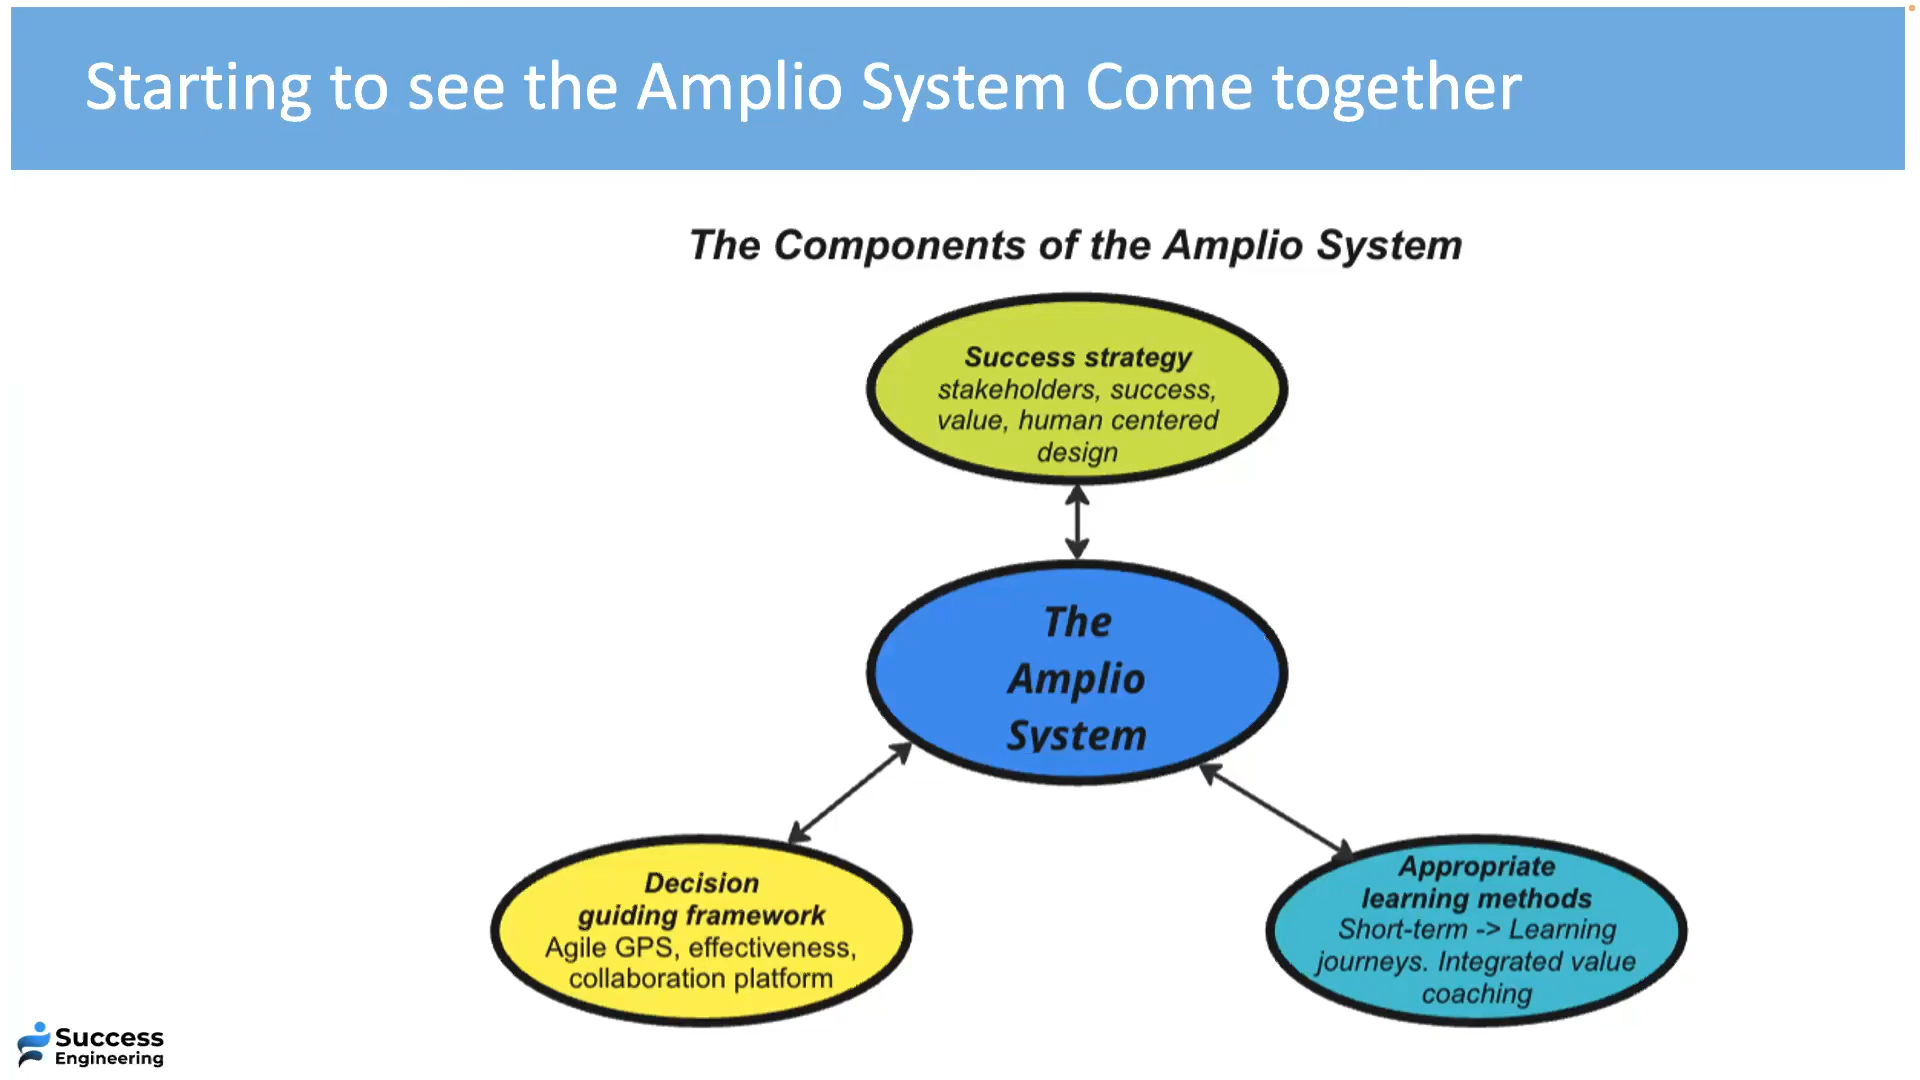 Starting to see the Amplio System Come together
The Components of the Amplio System
Success strategy
stakeholders, success,
value, human centered
design
The
Amplio
System
Decision
guiding framework
Agile GPS, effectiveness,
collaboration platform
Appropriate
learning methods
Short-term -> Learning
journeys. Integrated value
coaching
Success
Engineering